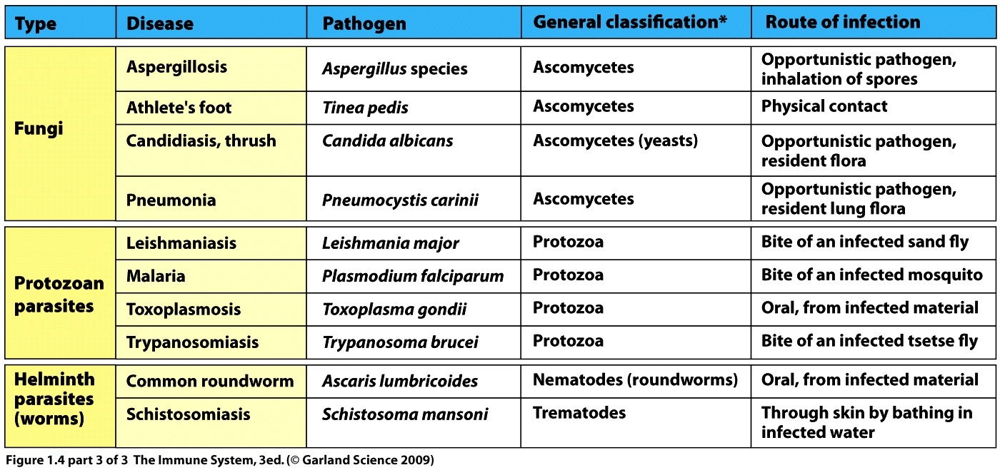 Type Disease Pathogen General classification* Route of infection
Fungi
Aspergillosis Aspergillus species Ascomycetes Opportunistic pathogen,
inhalation of spores
Athlete's foot Tinea pedis Ascomycetes Physical contact
Candidiasis, thrush Candida albicans Ascomycetes (yeasts) Opportunistic pathogen,
resident flora
Pneumonia Pneumocystis carinii Ascomycetes Opportunistic pathogen,
resident lung flora
Protozoan
parasites
Leishmaniasis Leishmania major Protozoa Bite of an infected sand fly
Malaria Plasmodium falciparum Protozoa Bite of an infected mosquito
Toxoplasmosis Toxoplasma gondii Protozoa Oral, from infected material
Trypanosomiasis Trypanosoma brucei Protozoa Bite of an infected tsetse fly
Helminth
parasites
(worms)
Common roundworm Ascaris lumbricoides Nematodes (roundworms) Oral, from infected material
Schistosomiasis Schistosoma mansoni Trematodes Through skin by bathing in
infected water
Figure 1.4 part 3 of 3 The Immune System, 3ed. (© Garland Science 2009)